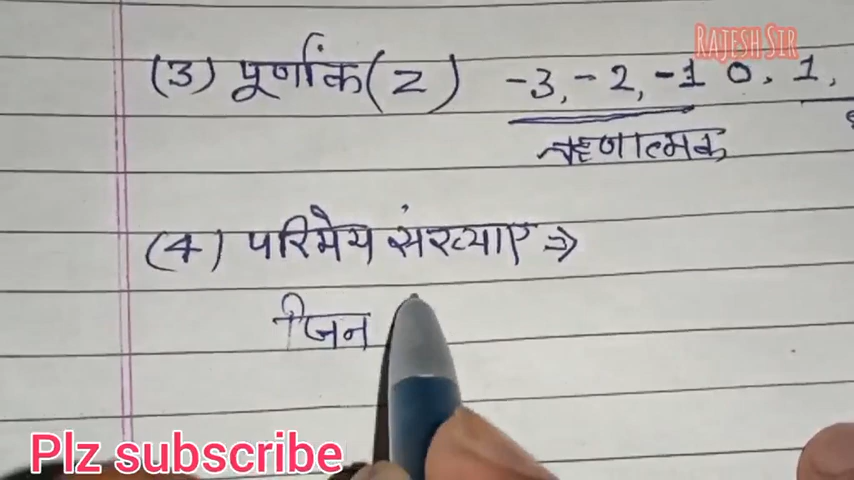 RAJESH SIR
(3) पूर्णांक (Z) -3, -2, -1 0, 1,
ऋणात्मक
(4) परिमेय संख्याए ⇒
जिन
Plz subscribe